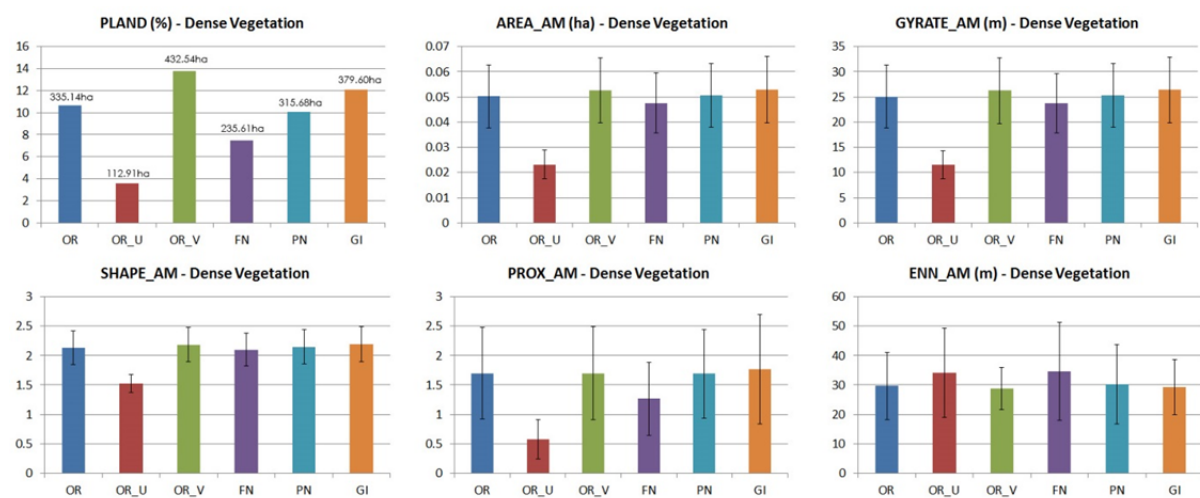 PLAND (%) - Dense Vegetation
16
14
12
10
8
6
4
2
0
335.14ha
112.91ha
432.54ha
235.61ha
315.68ha
379.60ha
OR OR_U OR_V FN PN GI
AREA_AM (ha) - Dense Vegetation
0.07
0.06
0.05
0.04
0.03
0.02
0.01
0
OR OR_U OR_V FN PN GI
GYRATE_AM (m) - Dense Vegetation
35
30
25
20
15
10
5
0
OR OR_U OR_V FN PN GI
SHAPE_AM - Dense Vegetation
3
2.5
2
1.5
1
0.5
0
OR OR_U OR_V FN PN GI
PROX_AM - Dense Vegetation
3
2.5
2
1.5
1
0.5
0
OR OR_U OR_V FN PN GI
ENN_AM (m) - Dense Vegetation
60
50
40
30
20
10
0
OR OR_U OR_V FN PN GI